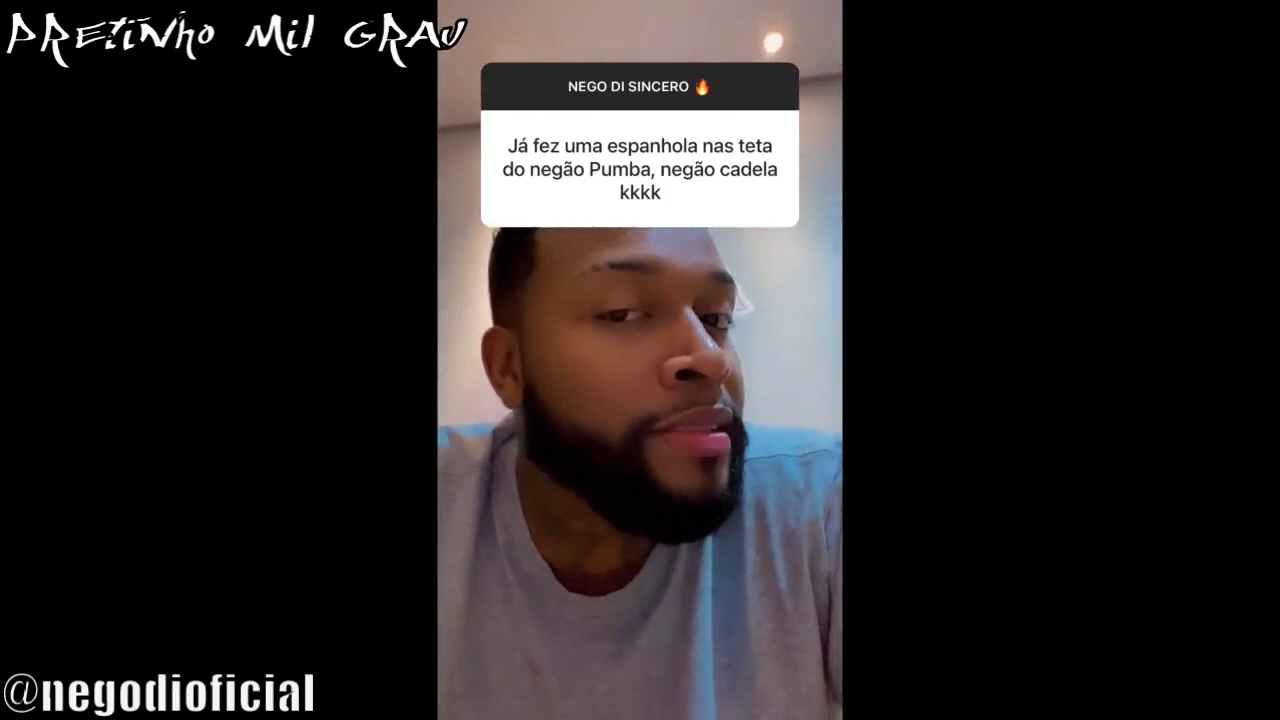 PRETINHO MIL GRAU
NEGO DI SINCERO 🔥
Já fez uma espanhola nas teta
do negão Pumba, negão cadela
kkkk
@negodioficial